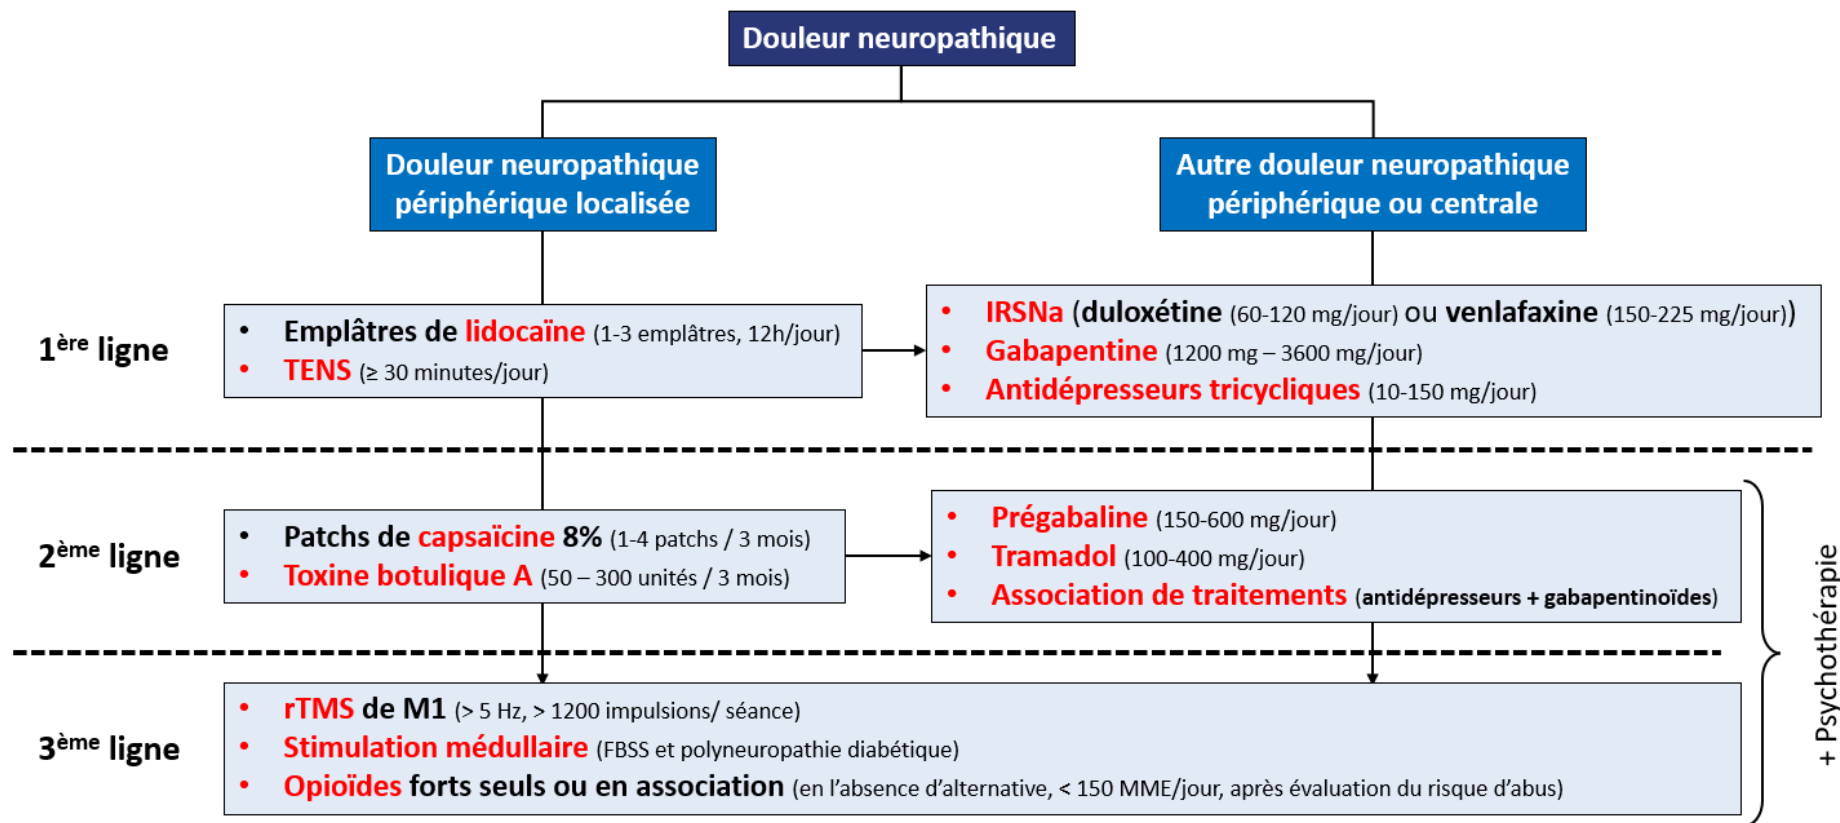 Douleur neuropathique
Douleur neuropathique
périphérique localisée
Autre douleur neuropathique
périphérique ou centrale
1ère ligne
• Emplâtres de lidocaïne (1-3 emplâtres, 12h/jour)
• TENS (≥ 30 minutes/jour)
• IRSNa (duloxétine (60-120 mg/jour) ou venlafaxine (150-225 mg/jour))
• Gabapentine (1200 mg – 3600 mg/jour)
• Antidépresseurs tricycliques (10-150 mg/jour)
2ème ligne
• Patchs de capsaïcine 8% (1-4 patchs / 3 mois)
• Toxine botulique A (50 – 300 unités / 3 mois)
• Prégabaline (150-600 mg/jour)
• Tramadol (100-400 mg/jour)
• Association de traitements (antidépresseurs + gabapentinoïdes)
3ème ligne
• rTMS de M1 (> 5 Hz, > 1200 impulsions/ séance)
• Stimulation médullaire (FBSS et polyneuropathie diabétique)
• Opioïdes forts seuls ou en association (en l'absence d'alternative, < 150 MME/jour, après évaluation du risque d'abus)
+ Psychothérapie